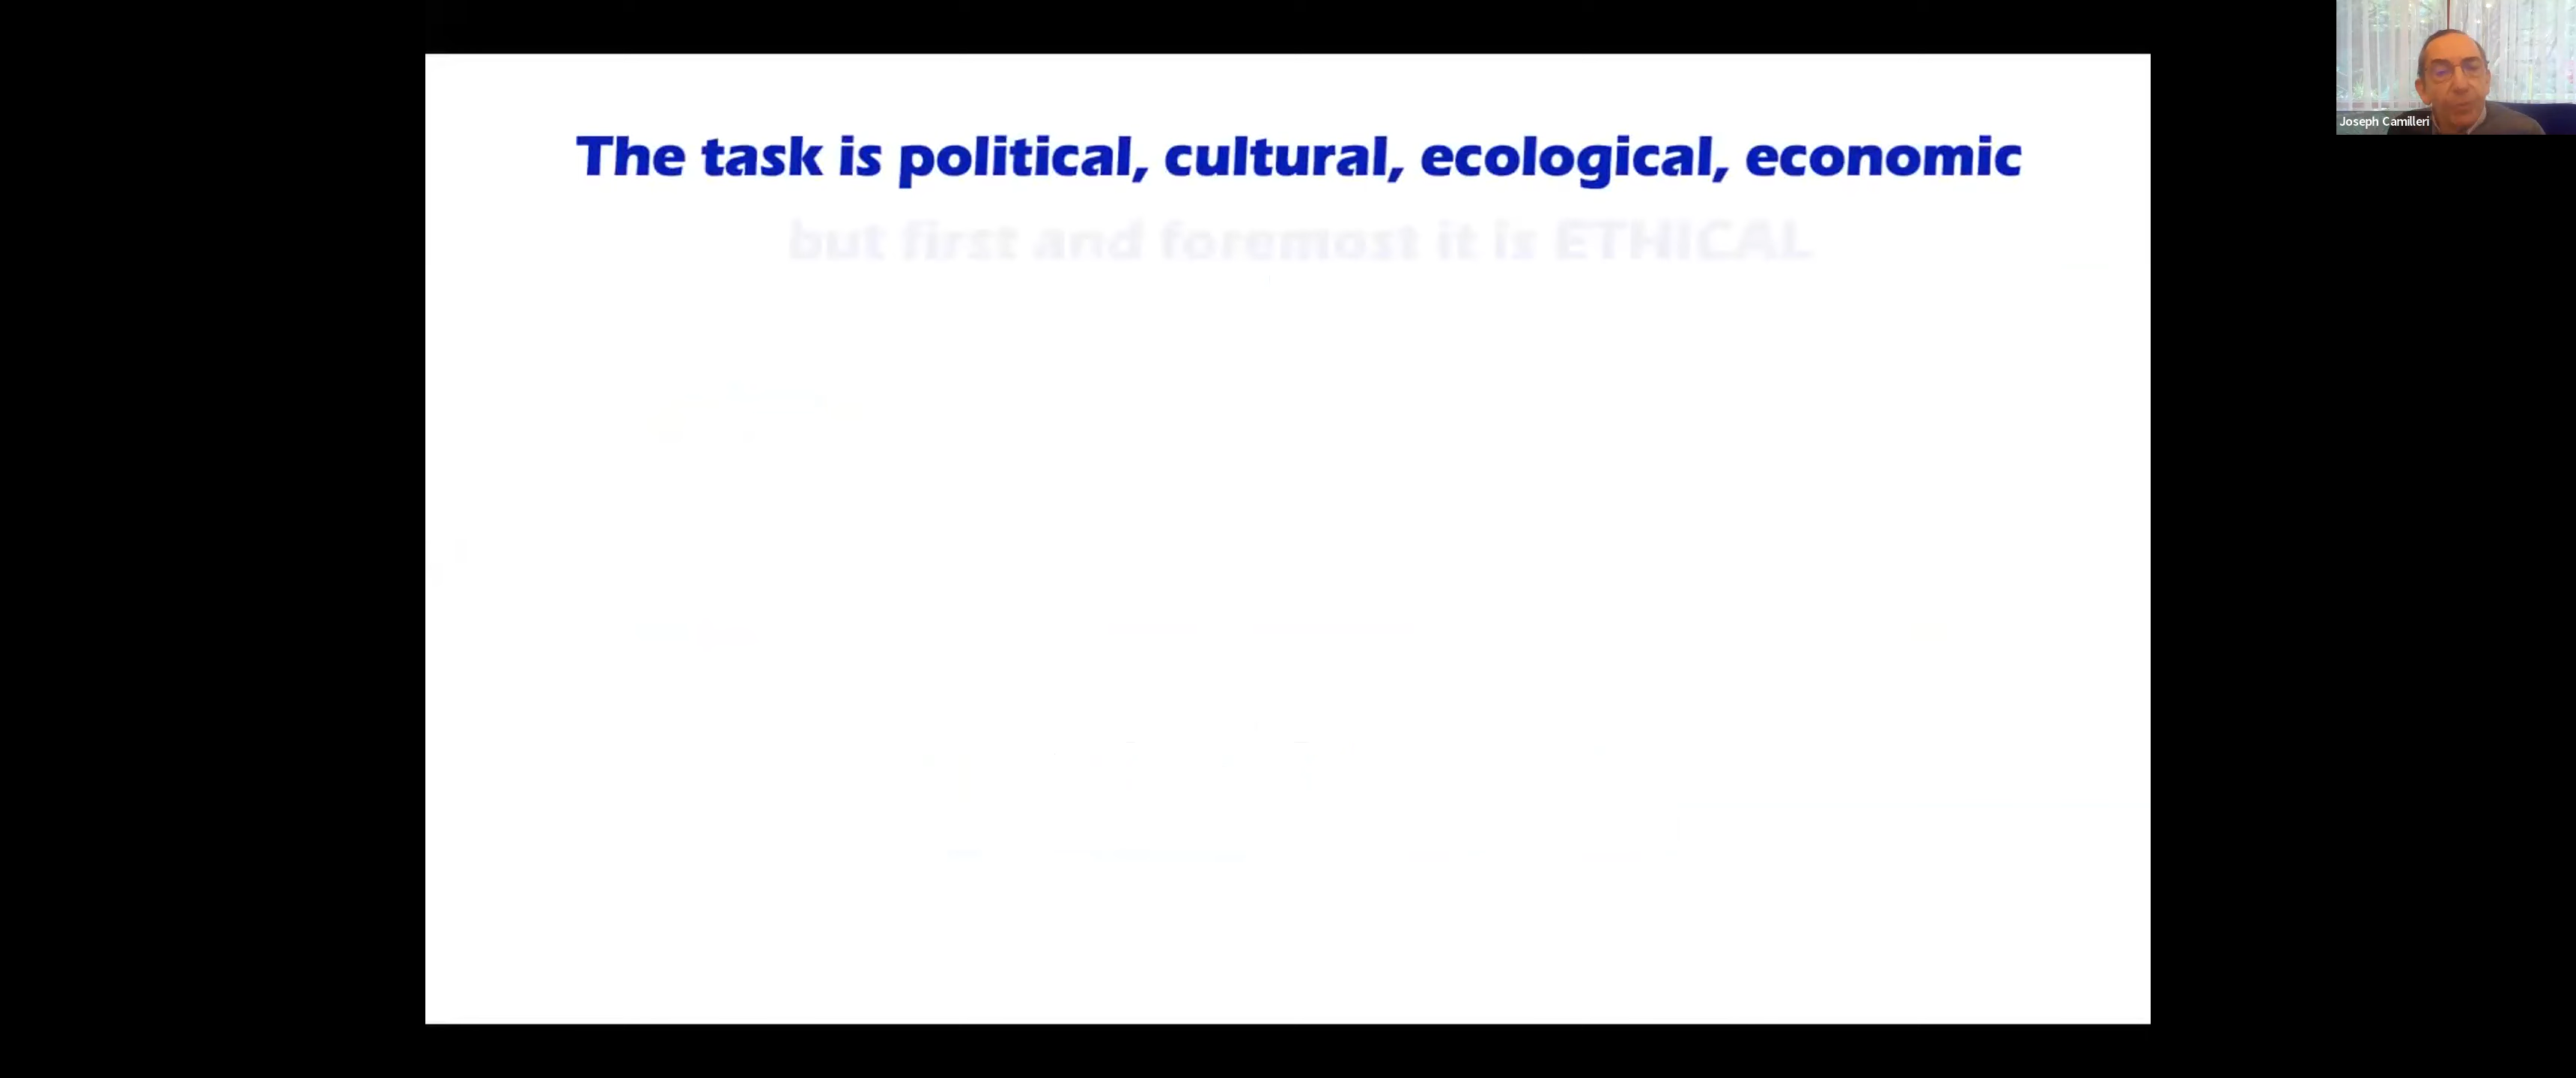 The task is political, cultural, ecological, economic
but first and foremost it is ETHICAL
Joseph Camilleri